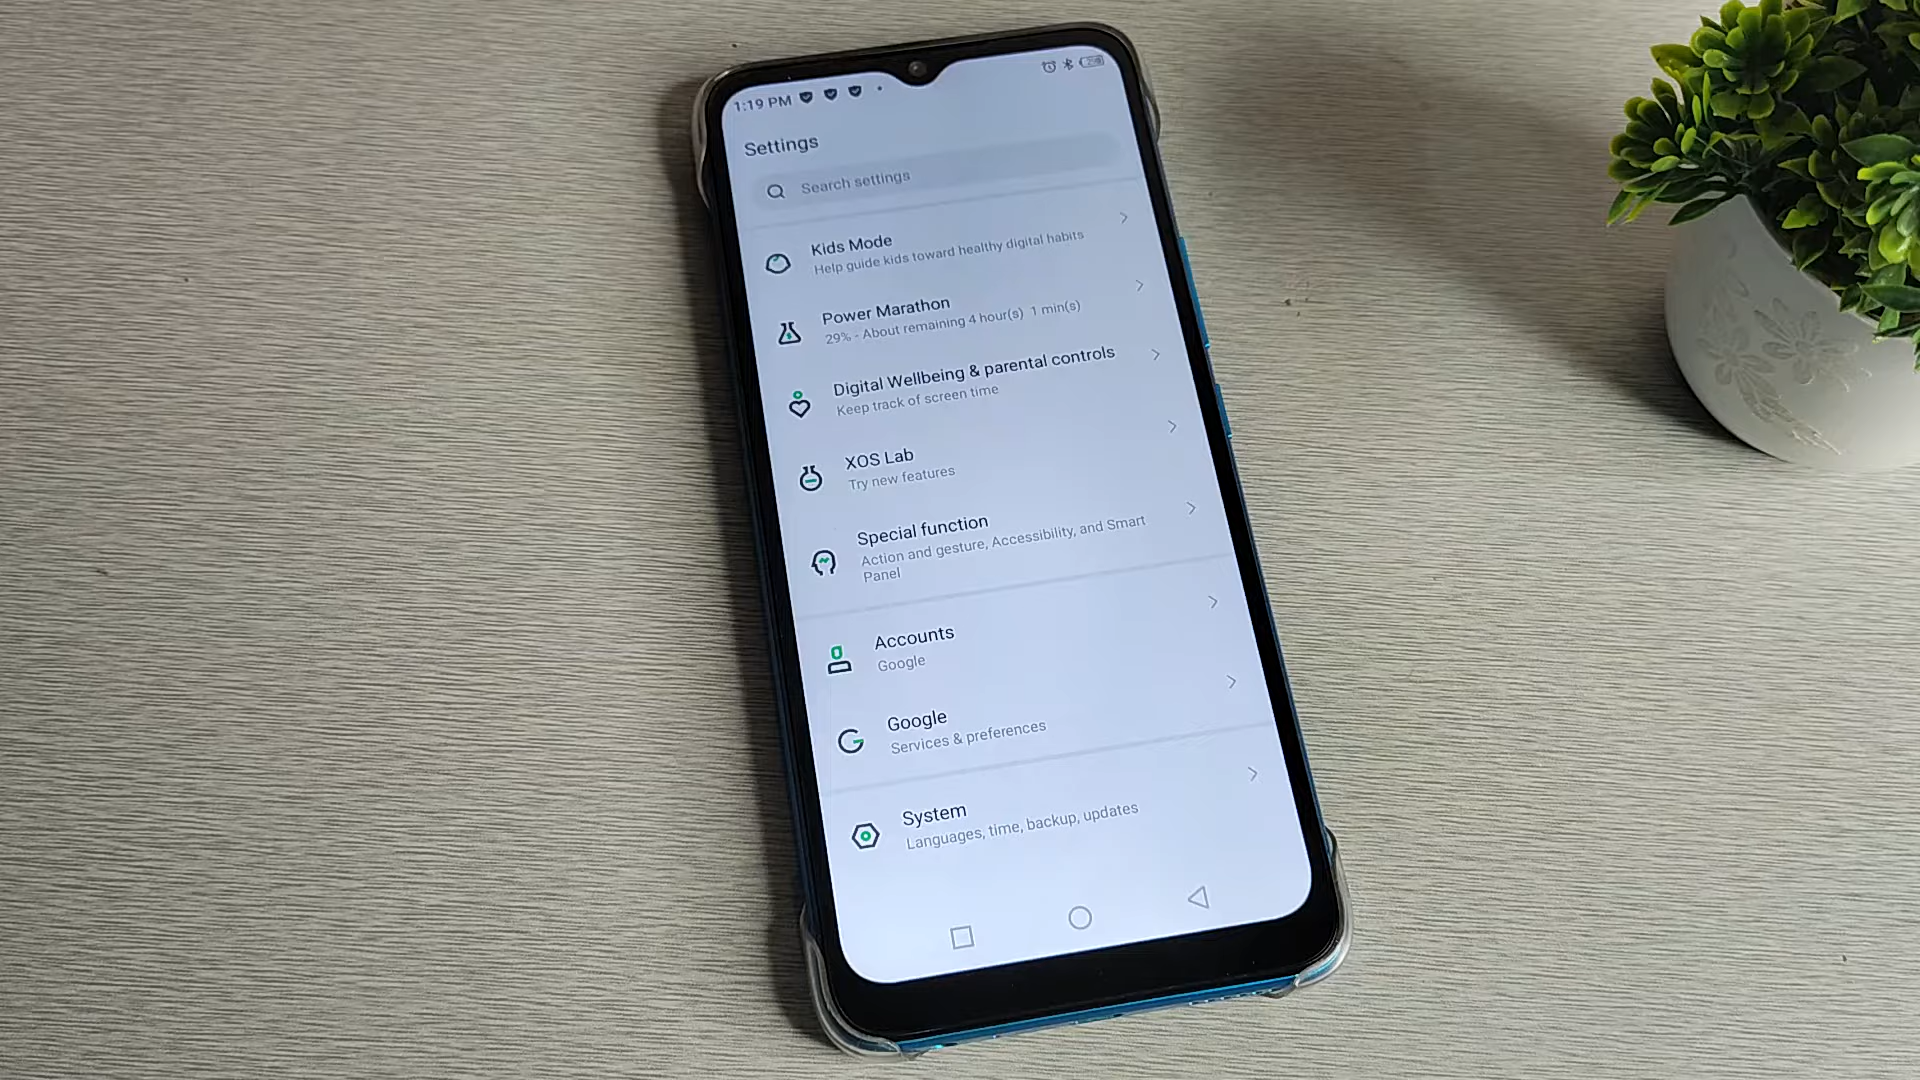 1:19 PM
Settings
Search settings
Kids Mode
Help guide kids toward healthy digital habits
Power Marathon
29% - About remaining 4 hour(s) 1 min(s)
Digital Wellbeing & parental controls
Keep track of screen time
XOS Lab
Try new features
Special function
Action and gesture, Accessibility, and Smart
Panel
Accounts
Google
Google
Services & preferences
System
Languages, time, backup, updates